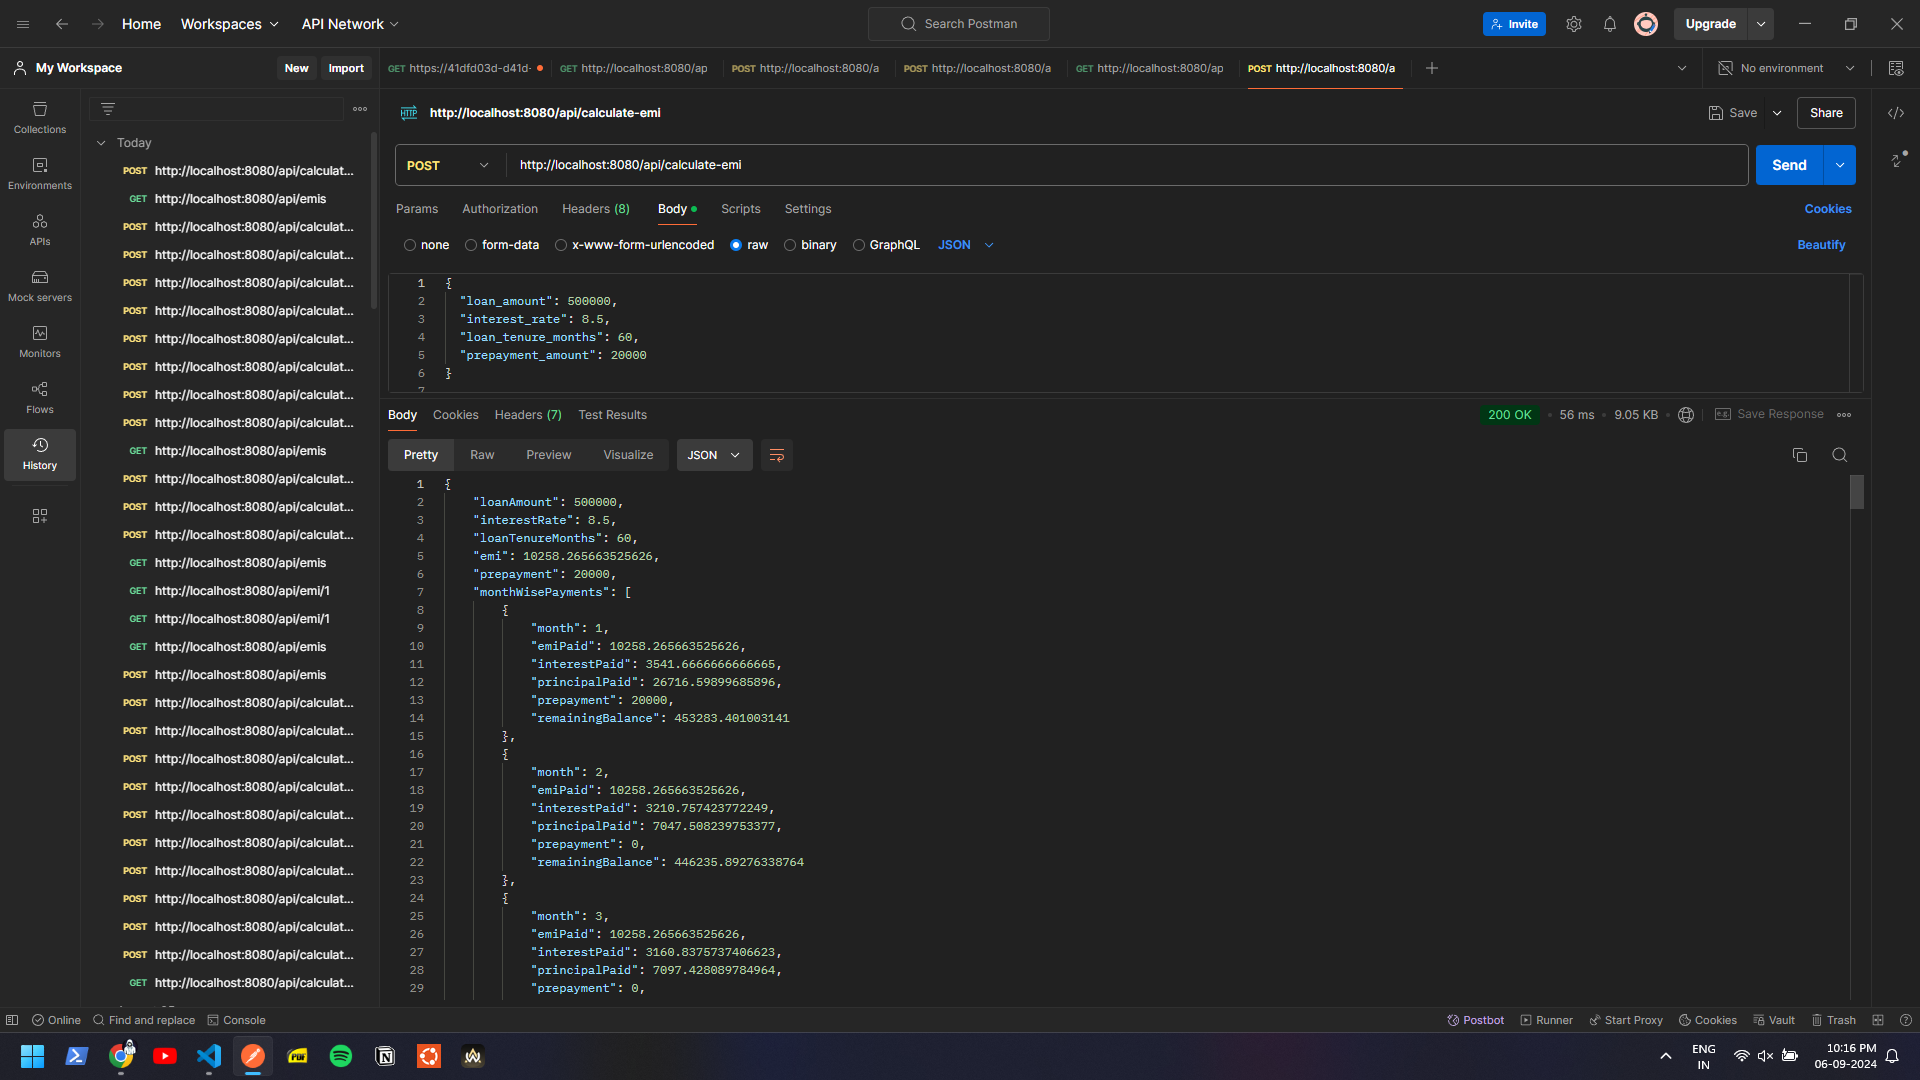 Home
Workspaces
API Network
Search Postman
Invite
Upgrade
My Workspace
New
Import
GET https://41dfd03d-d41d-
GET http://localhost:8080/ap
POST http://localhost:8080/a
POST http://localhost:8080/a
GET http://localhost:8080/ap
POST http://localhost:8080/a
No environment
Collections
Environments
APIs
Mock servers
Monitors
Flows
History
Today
POST http://localhost:8080/api/calculat...
GET http://localhost:8080/api/emis
POST http://localhost:8080/api/calculat...
POST http://localhost:8080/api/calculat...
POST http://localhost:8080/api/calculat...
POST http://localhost:8080/api/calculat...
POST http://localhost:8080/api/calculat...
POST http://localhost:8080/api/calculat...
POST http://localhost:8080/api/calculat...
POST http://localhost:8080/api/calculat...
GET http://localhost:8080/api/emis
POST http://localhost:8080/api/calculat...
POST http://localhost:8080/api/calculat...
POST http://localhost:8080/api/calculat...
GET http://localhost:8080/api/emis
GET http://localhost:8080/api/emi/1
GET http://localhost:8080/api/emi/1
GET http://localhost:8080/api/emis
POST http://localhost:8080/api/emis
POST http://localhost:8080/api/calculat...
POST http://localhost:8080/api/calculat...
POST http://localhost:8080/api/calculat...
POST http://localhost:8080/api/calculat...
POST http://localhost:8080/api/calculat...
POST http://localhost:8080/api/calculat...
POST http://localhost:8080/api/calculat...
POST http://localhost:8080/api/calculat...
POST http://localhost:8080/api/calculat...
POST http://localhost:8080/api/calculat...
GET http://localhost:8080/api/calculat...
HTTP http://localhost:8080/api/calculate-emi
Save
Share
POST
http://localhost:8080/api/calculate-emi
Send
Params
Authorization
Headers (8)
Body
Scripts
Settings
Cookies
none
form-data
x-www-form-urlencoded
raw
binary
GraphQL
JSON
Beautify
1 {
2 "loan_amount": 500000,
3 "interest_rate": 8.5,
4 "loan_tenure_months": 60,
5 "prepayment_amount": 20000
6 }
7
Body
Cookies
Headers (7)
Test Results
200 OK
56 ms
9.05 KB
Save Response
Pretty
Raw
Preview
Visualize
JSON
1 {
2 "loanAmount": 500000,
3 "interestRate": 8.5,
4 "loanTenureMonths": 60,
5 "emi": 10258.265663525626,
6 "prepayment": 20000,
7 "monthWisePayments": [
8 {
9 "month": 1,
10 "emiPaid": 10258.265663525626,
11 "interestPaid": 3541.6666666666665,
12 "principalPaid": 26716.59899685896,
13 "prepayment": 20000,
14 "remainingBalance": 453283.401003141
15 },
16 {
17 "month": 2,
18 "emiPaid": 10258.265663525626,
19 "interestPaid": 3210.757423772249,
20 "principalPaid": 7047.508239753377,
21 "prepayment": 0,
22 "remainingBalance": 446235.89276338764
23 },
24 {
25 "month": 3,
26 "emiPaid": 10258.265663525626,
27 "interestPaid": 3160.8375737406623,
28 "principalPaid": 7097.428089784964,
29 "prepayment": 0,
Online
Find and replace
Console
Postbot
Runner
Start Proxy
Cookies
Vault
Trash
PDF
ENG
IN
10:16 PM
06-09-2024